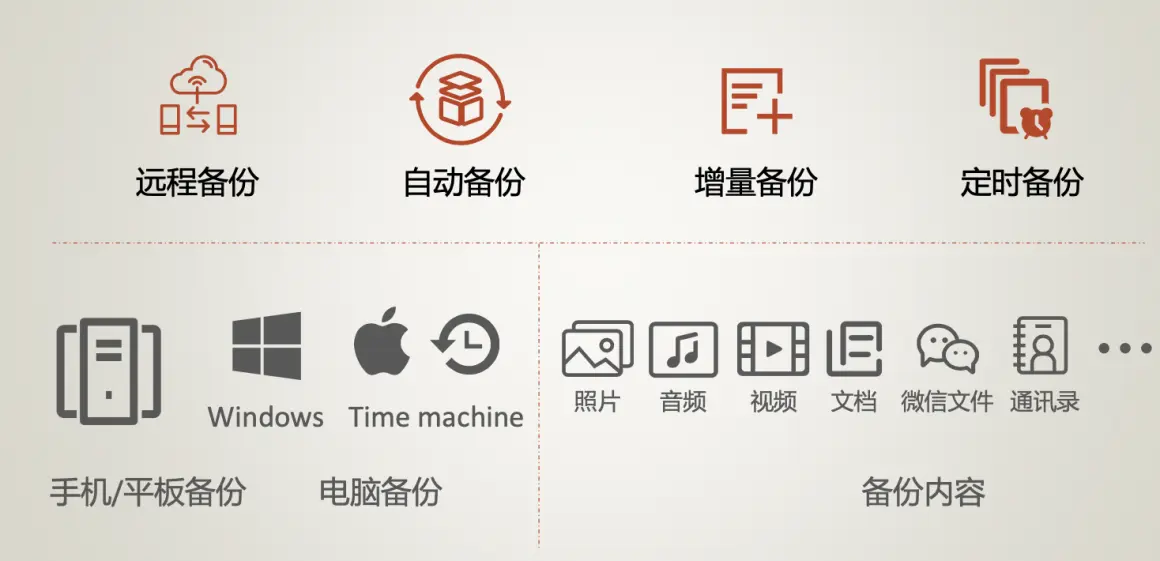 远程备份 自动备份 增量备份 定时备份
Windows Time machine
照片 音频 视频 文档 微信文件 通讯录
手机/平板备份 电脑备份 备份内容